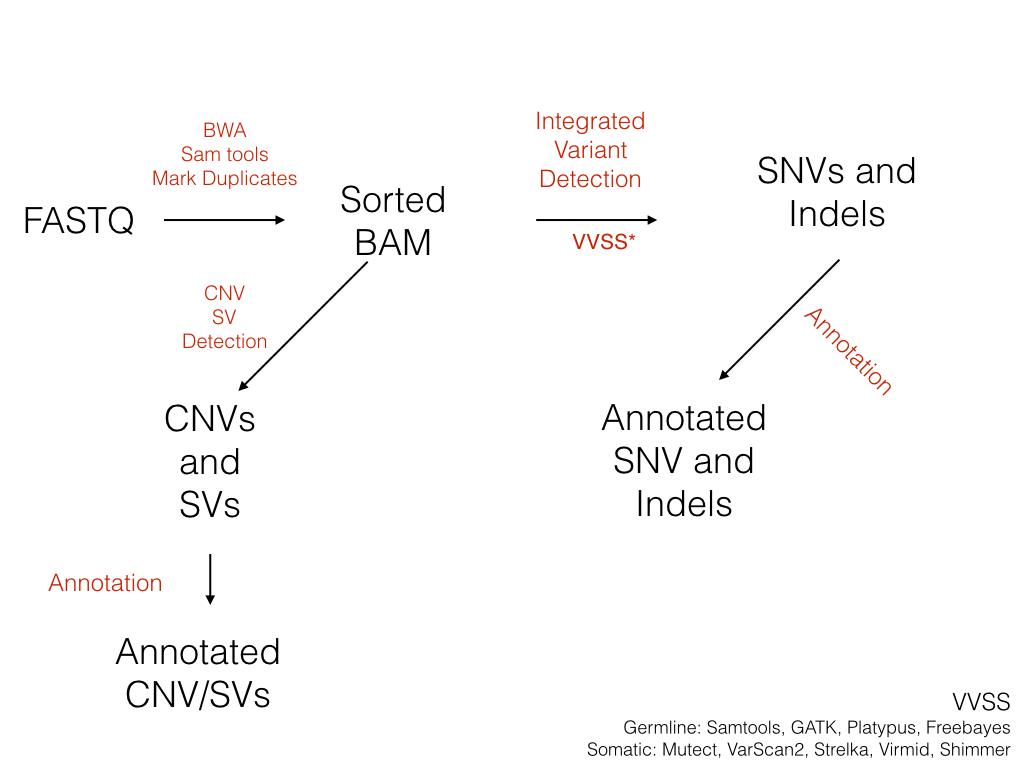 BWA
Sam tools
Mark Duplicates
FASTQ
Sorted
BAM
Integrated
Variant
Detection
VVSS*
SNVs and
Indels
CNV
SV
Detection
Annotation
CNVs
and
SVs
Annotated
SNV and
Indels
Annotation
Annotated
CNV/SVs
VVSS
Germline: Samtools, GATK, Platypus, Freebayes
Somatic: Mutect, VarScan2, Strelka, Virmid, Shimmer